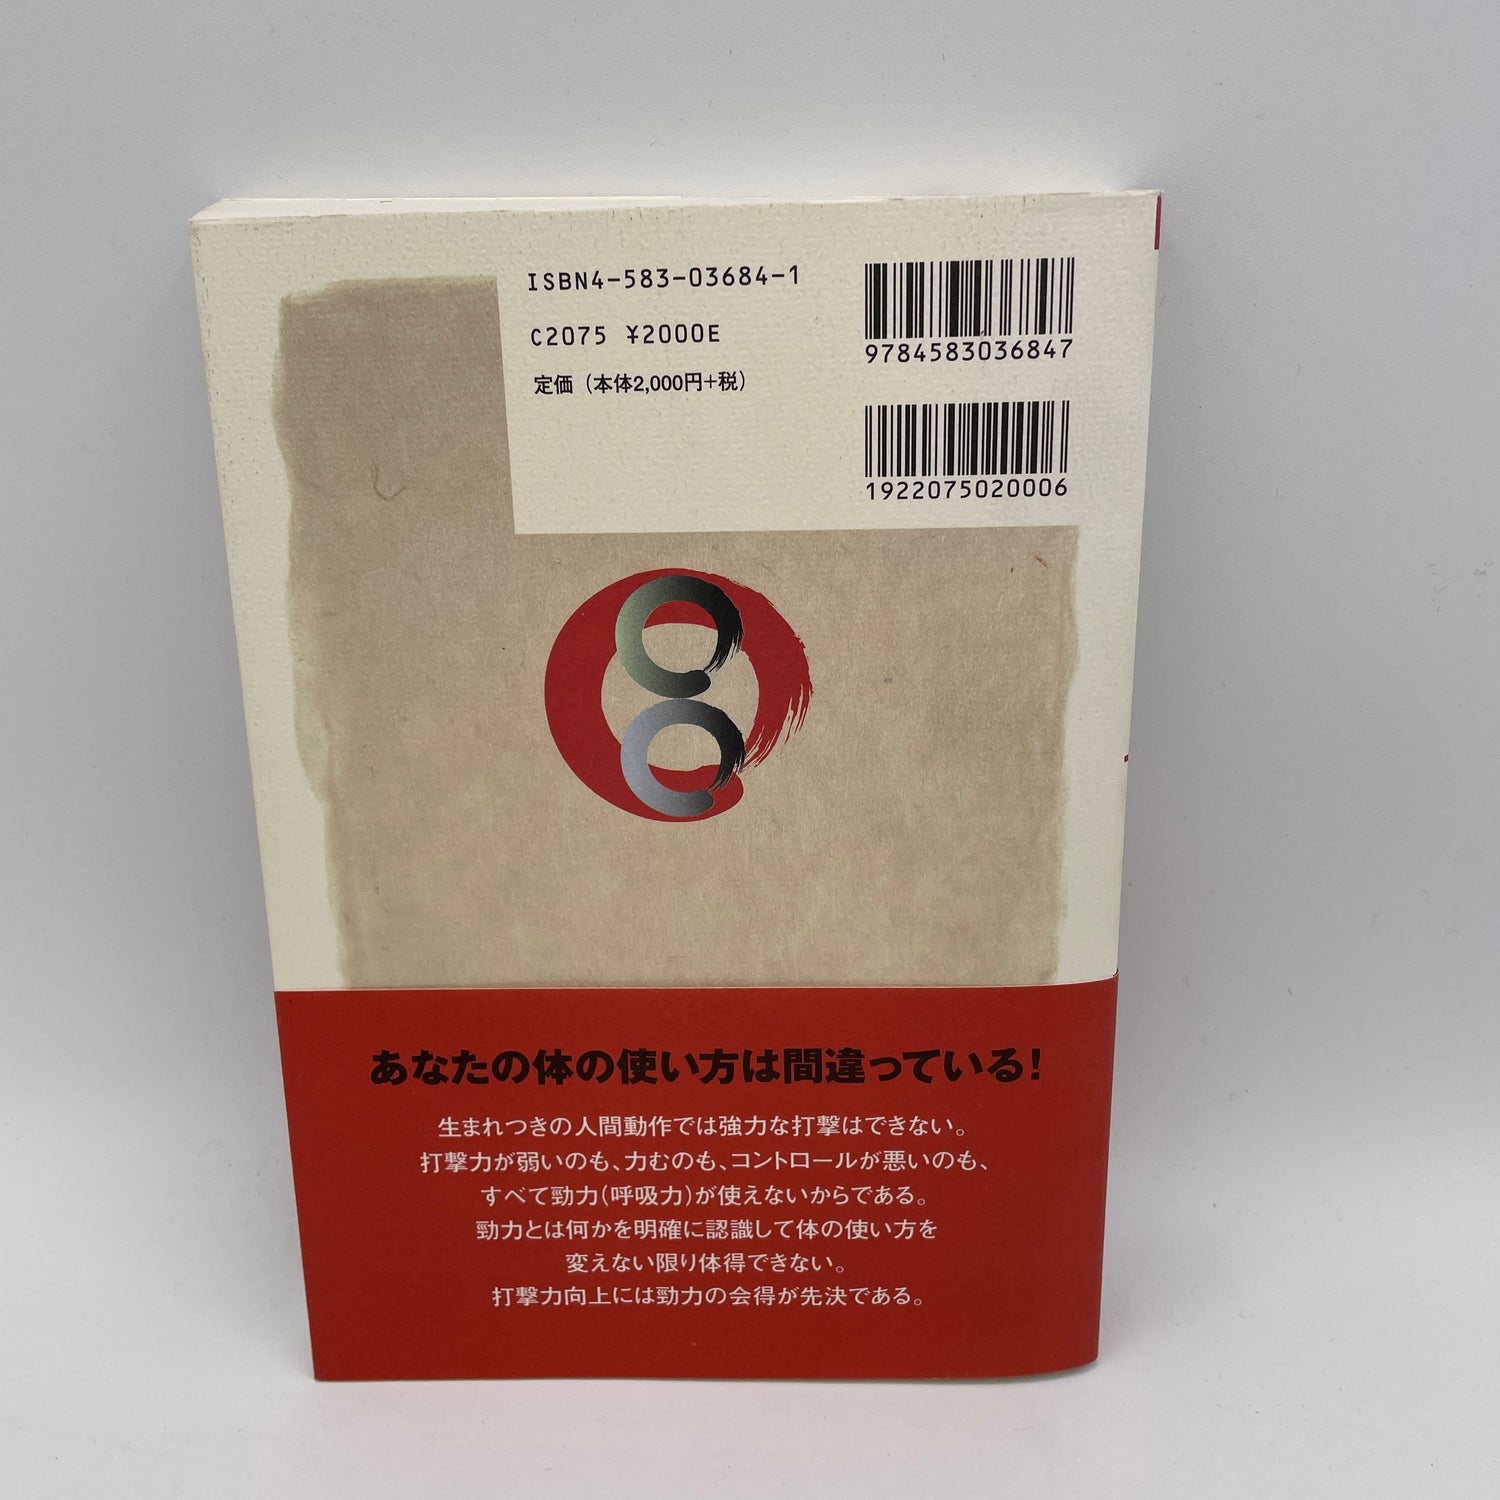 ISBN4-583-03684-1
C2075 ¥2000E
定価（本体2,000円+税）
9784583036847
1922075020006
あなたの体の使い方は間違っている！
生まれつきの人間動作では強力な打撃はできない。
打撃力が弱いのも、力むのも、コントロールが悪いのも、
すべて勁力（呼吸力）が使えないからである。
勁力とは何かを明確に認識して体の使い方を
変えない限り体得できない。
打撃力向上には勁力の会得が先決である。